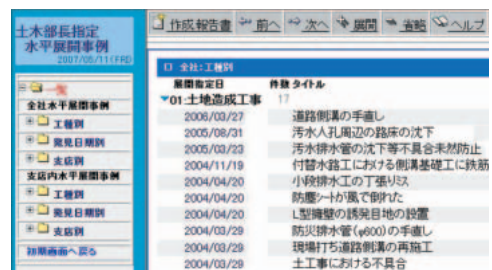 土木部長指定
水平展開事例
2007/05/11(FRI)
一覧
全社水平展開事例
工種別
発見日期別
支店別
支店内水平展開事例
工種別
発見日期別
支店別
初期画面へ戻る
作成報告書 前へ 次へ 展開 省略 ヘルプ
全社:工種別
展開指定日 件数 タイトル
01:土地造成工事 17
2006/03/27 道路側溝の手直し
2005/08/31 汚水人孔周辺の路床の沈下
2005/03/23 汚水排水管の沈下等不具合未然防止
2004/11/19 付替水路工における側溝基礎工に鉄筋
2004/04/20 小段排水工の丁張りミス
2004/04/20 防塵シートが風で倒れた
2004/04/20 L型擁壁の誘発目地の設置
2004/03/29 防災排水管(φ600)の手直し
2004/03/29 現場打ち道路側溝の再施工
2004/03/29 土工事における不具合